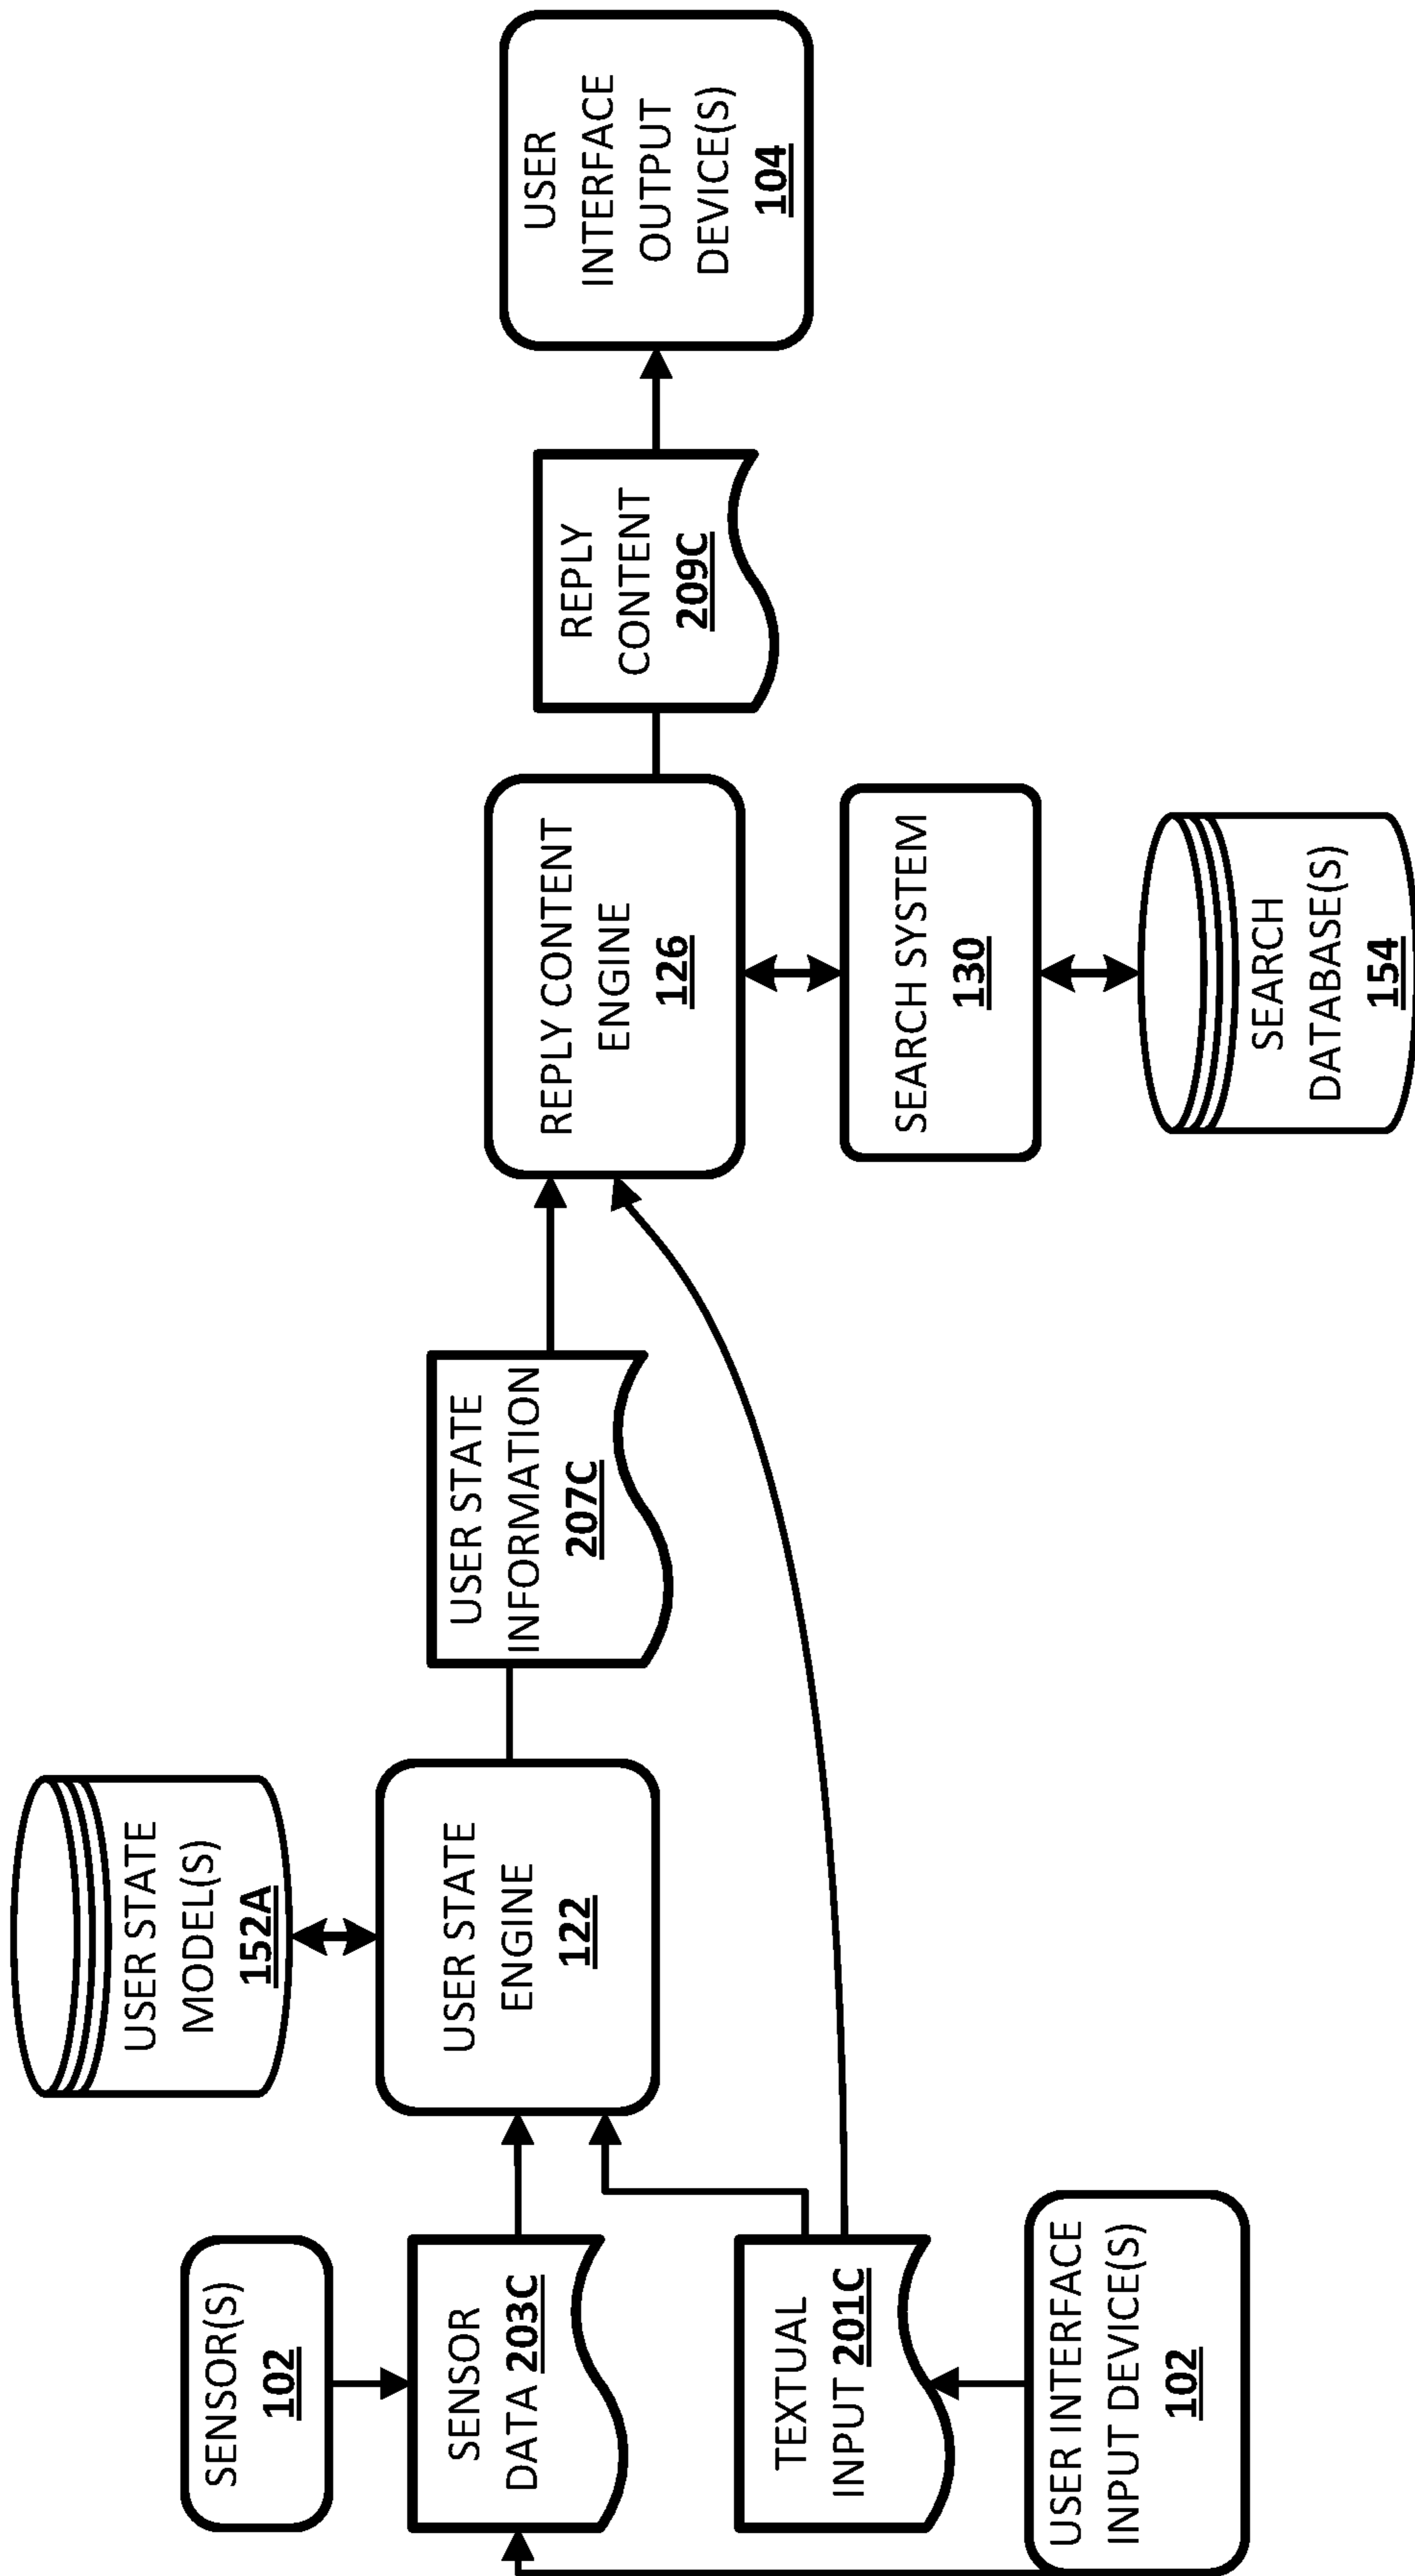 SENSOR(S)
102
SENSOR
DATA 203C
TEXTUAL
INPUT 201C
USER INTERFACE
INPUT DEVICE(S)
102
USER STATE
MODEL(S)
152A
USER STATE
ENGINE
122
USER STATE
INFORMATION
207C
REPLY CONTENT
ENGINE
126
SEARCH SYSTEM
130
SEARCH
DATABASE(S)
154
REPLY
CONTENT
209C
USER
INTERFACE
OUTPUT
DEVICE(S)
104